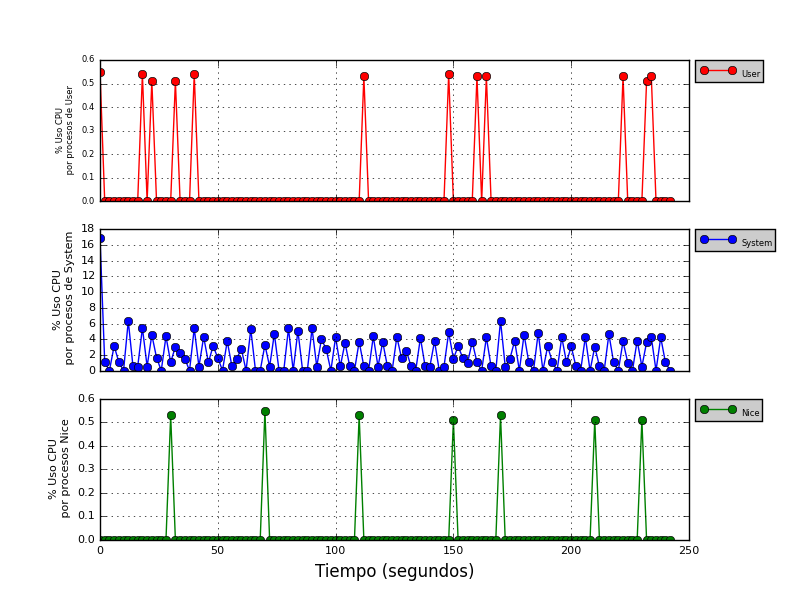 0.6
0.5
0.4
0.3
0.2
0.1
0.0
% Uso CPU
por procesos de User
User
18
16
14
12
10
8
6
4
2
0
% Uso CPU
por procesos de System
System
0.6
0.5
0.4
0.3
0.2
0.1
0.0
% Uso CPU
por procesos Nice
Nice
0 50 100 150 200 250
Tiempo (segundos)